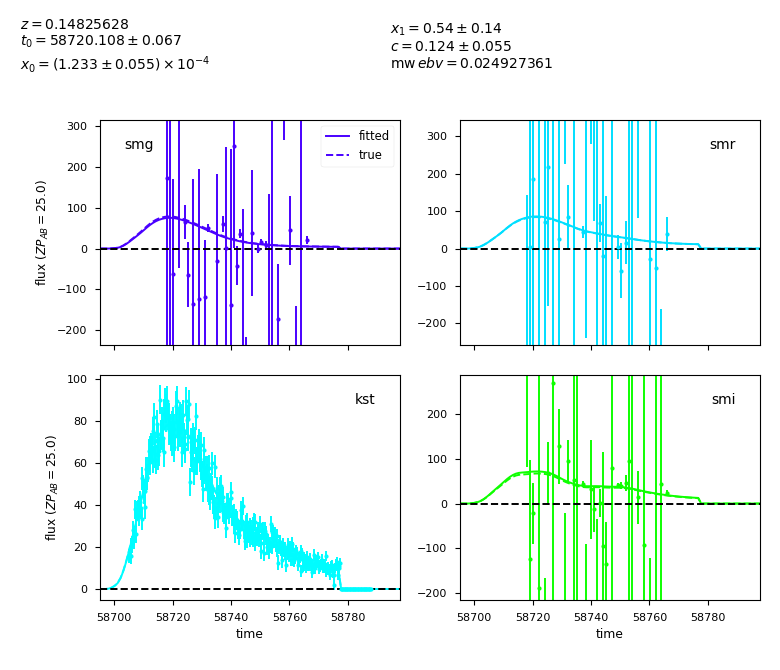 z = 0.14825628
t₀ = 58720.108 ± 0.067
x₀ = (1.233 ± 0.055) × 10⁻⁴
x₁ = 0.54 ± 0.14
c = 0.124 ± 0.055
mw ebv = 0.024927361
flux (ZP_AB = 25.0)
300
200
100
0
−100
−200
smg
fitted
true
300
200
100
0
−100
−200
smr
flux (ZP_AB = 25.0)
100
80
60
40
20
0
kst
58700 58720 58740 58760 58780
time
200
100
0
−100
−200
smi
58700 58720 58740 58760 58780
time